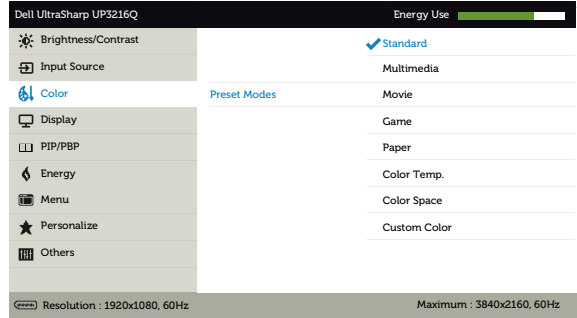 Dell UltraSharp UP3216Q Energy Use
Brightness/Contrast Standard
Input Source Multimedia
Color Preset Modes Movie
Display Game
PIP/PBP Paper
Energy Color Temp.
Menu Color Space
Personalize Custom Color
Others
Resolution : 1920x1080, 60Hz Maximum : 3840x2160, 60Hz